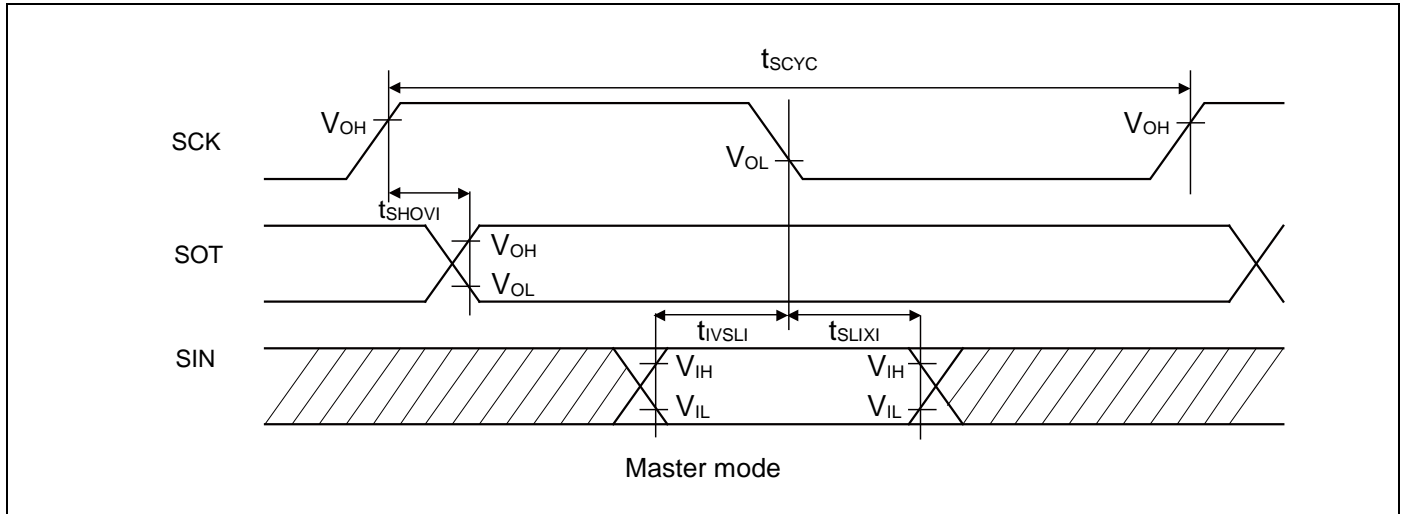 tSCYC
SCK
VOH
VOL
VOH
tSHOVI
SOT
VOH
VOL
tIVSLI
tSLIXI
SIN
VIH
VIH
VIL
VIL
Master mode